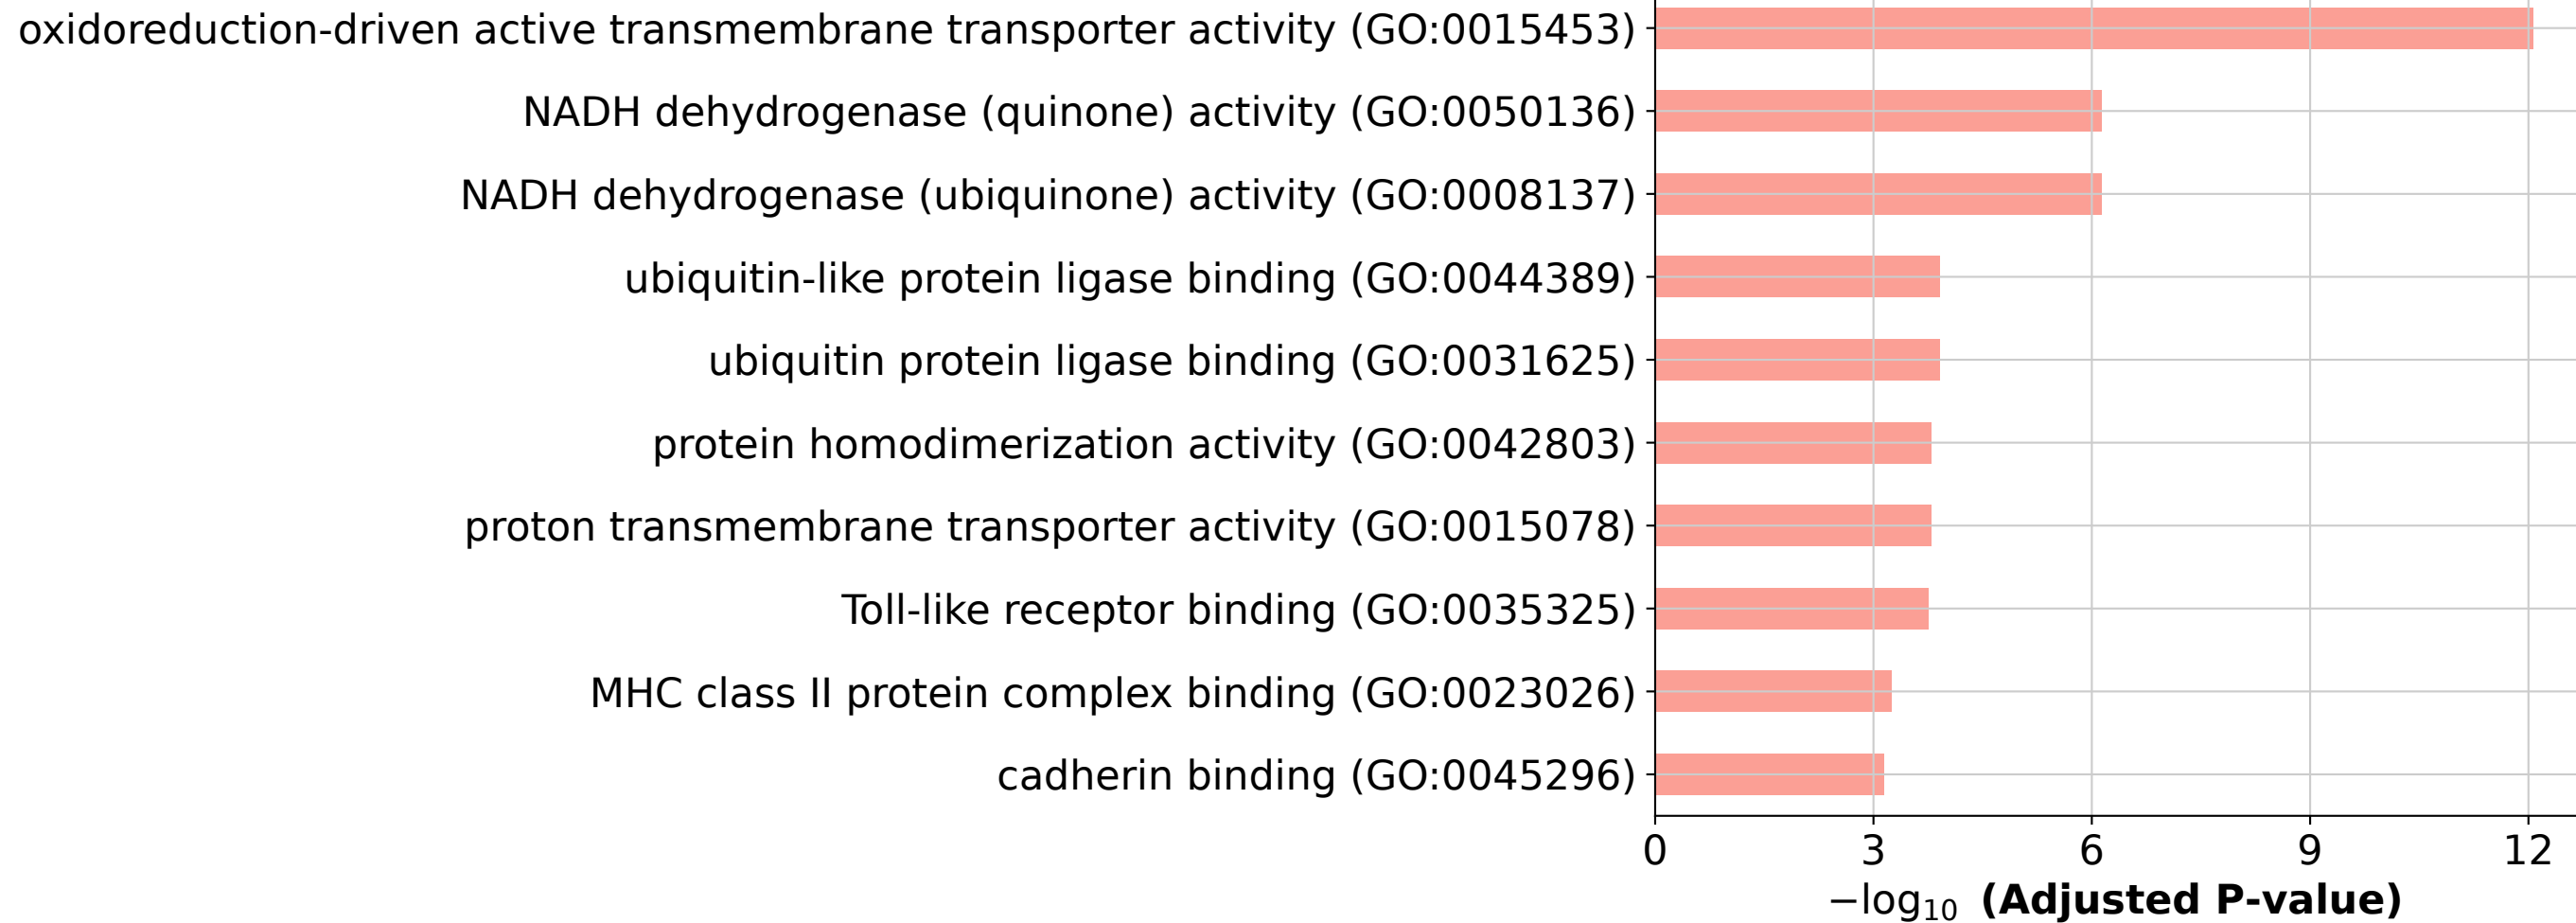 oxidoreduction-driven active transmembrane transporter activity (GO:0015453)
NADH dehydrogenase (quinone) activity (GO:0050136)
NADH dehydrogenase (ubiquinone) activity (GO:0008137)
ubiquitin-like protein ligase binding (GO:0044389)
ubiquitin protein ligase binding (GO:0031625)
protein homodimerization activity (GO:0042803)
proton transmembrane transporter activity (GO:0015078)
Toll-like receptor binding (GO:0035325)
MHC class II protein complex binding (GO:0023026)
cadherin binding (GO:0045296)
0 3 6 9 12
−log₁₀ (Adjusted P-value)